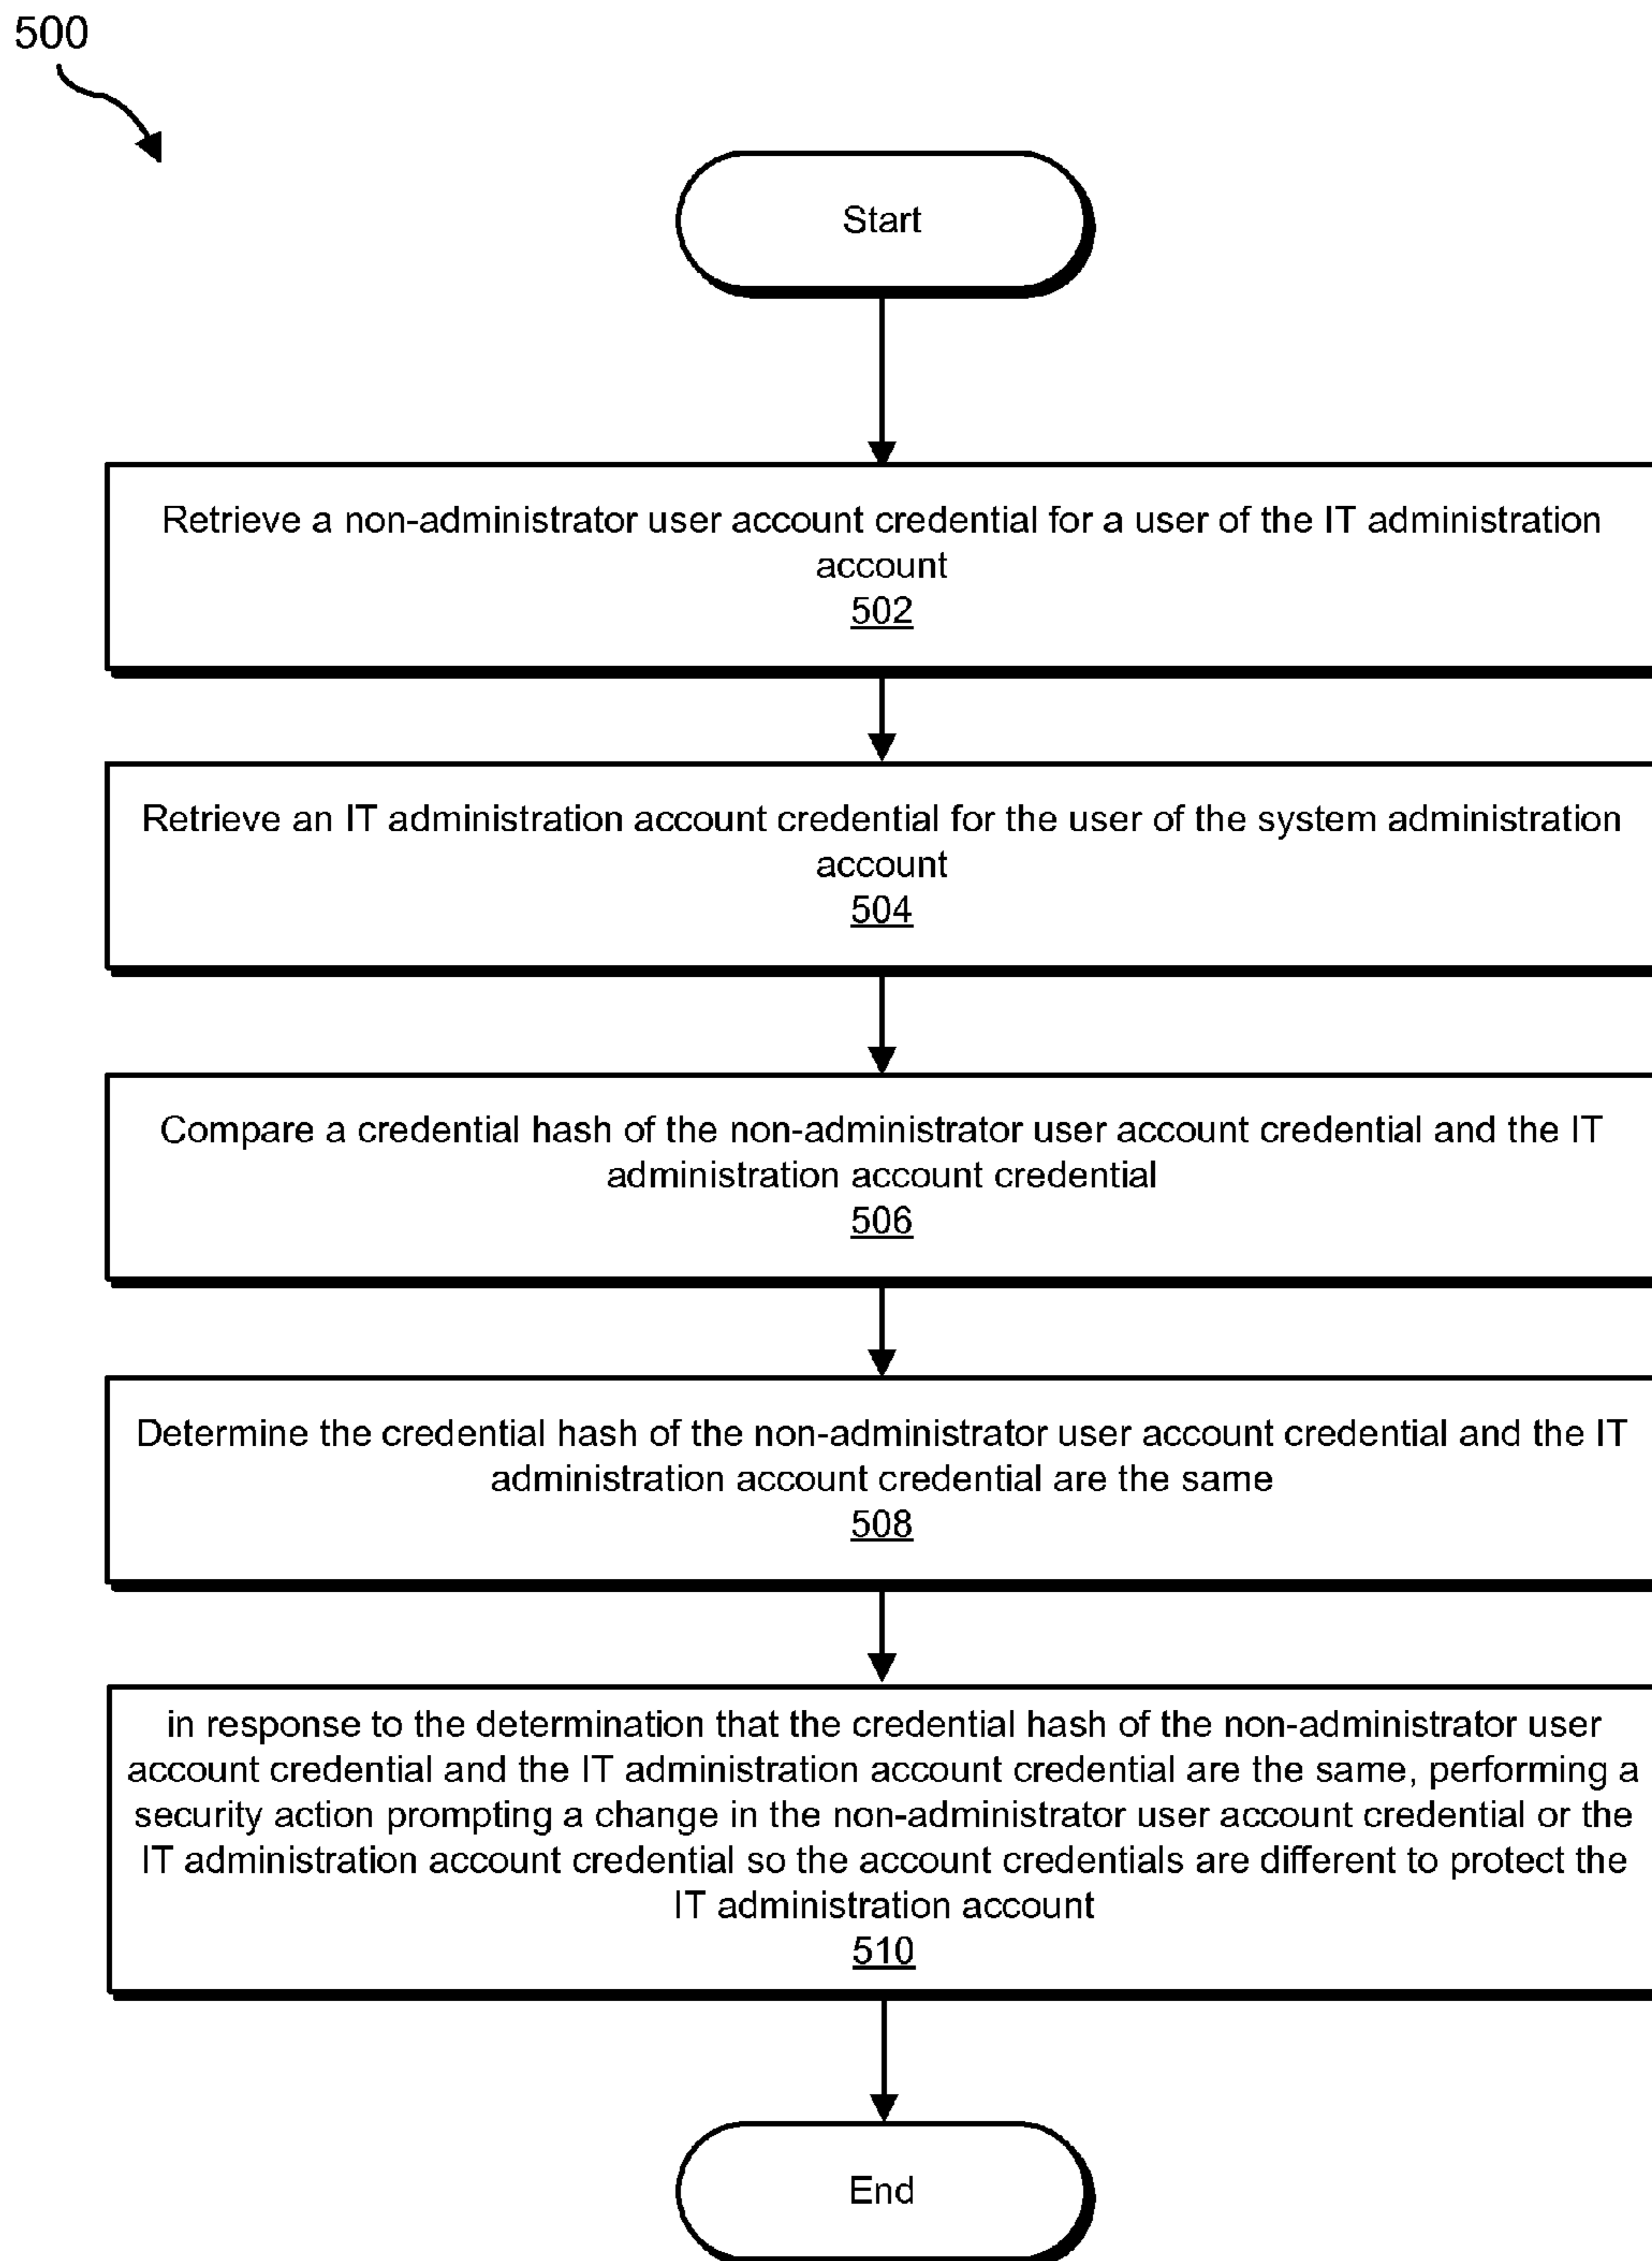 500
Start
Retrieve a non-administrator user account credential for a user of the IT administration
account
502
Retrieve an IT administration account credential for the user of the system administration
account
504
Compare a credential hash of the non-administrator user account credential and the IT
administration account credential
506
Determine the credential hash of the non-administrator user account credential and the IT
administration account credential are the same
508
in response to the determination that the credential hash of the non-administrator user
account credential and the IT administration account credential are the same, performing a
security action prompting a change in the non-administrator user account credential or the
IT administration account credential so the account credentials are different to protect the
IT administration account
510
End